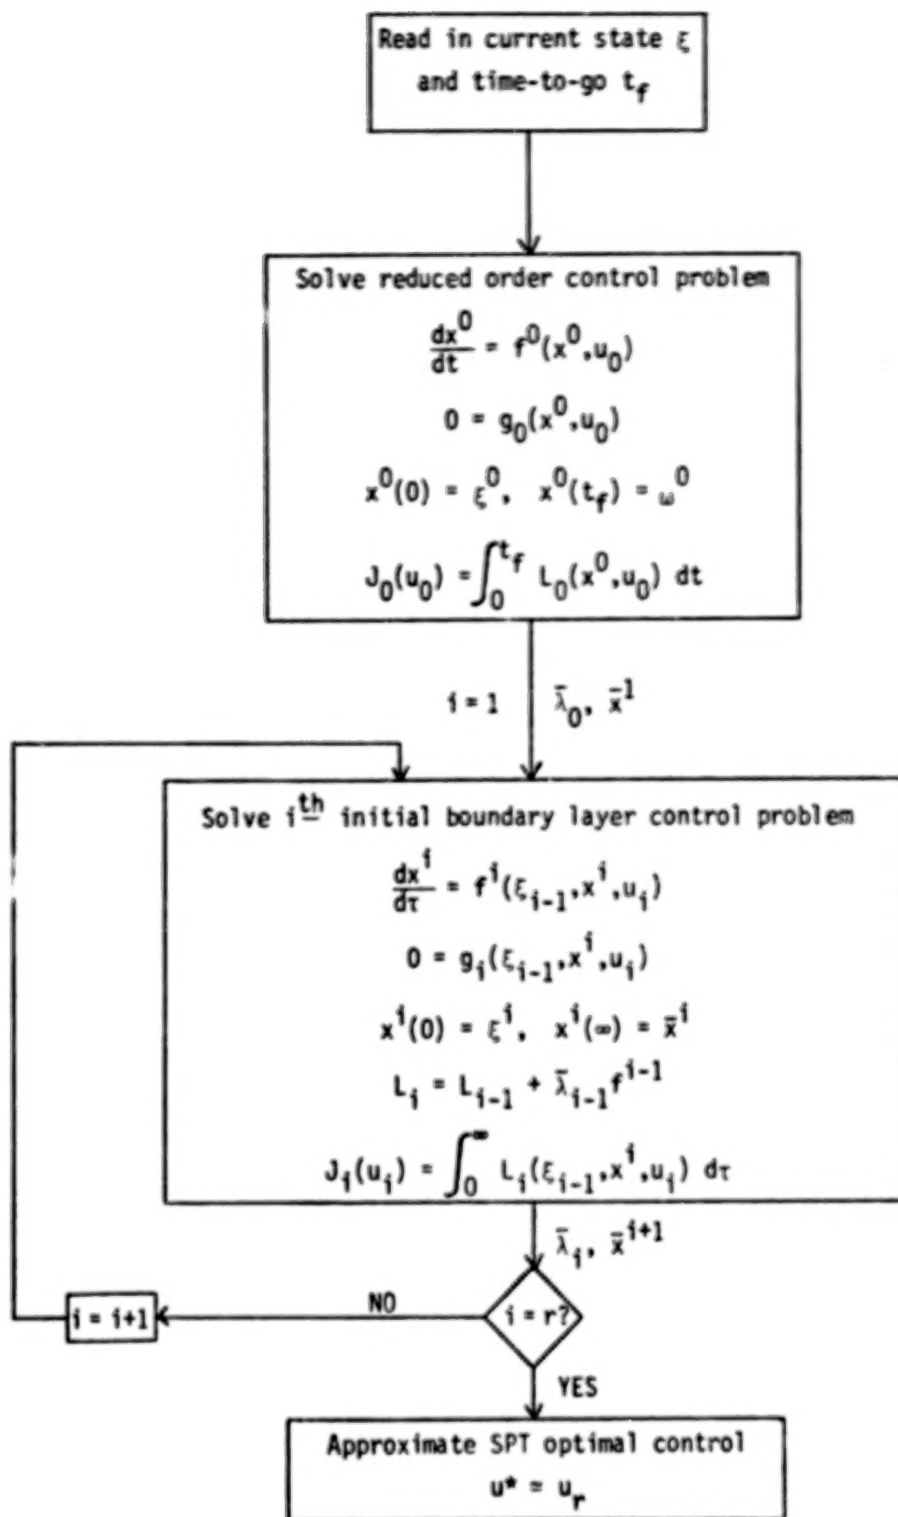 Read in current state ξ
and time-to-go t_f
Solve reduced order control problem
dx^0/dt = f^0(x^0,u_0)
0 = g_0(x^0,u_0)
x^0(0) = ξ^0, x^0(t_f) = ω^0
J_0(u_0) = ∫_0^{t_f} L_0(x^0,u_0) dt
i = 1 λ̄_0, x̄^1
Solve i^th initial boundary layer control problem
dx^i/dτ = f^i(ξ_{i-1},x^i,u_i)
0 = g_i(ξ_{i-1},x^i,u_i)
x^i(0) = ξ^i, x^i(∞) = x̄^i
L_i = L_{i-1} + λ̄_{i-1}f^{i-1}
J_i(u_i) = ∫_0^∞ L_i(ξ_{i-1},x^i,u_i) dτ
λ̄_i, x̄^{i+1}
i = i+1 NO i = r?
YES
Approximate SPT optimal control
u* = u_r